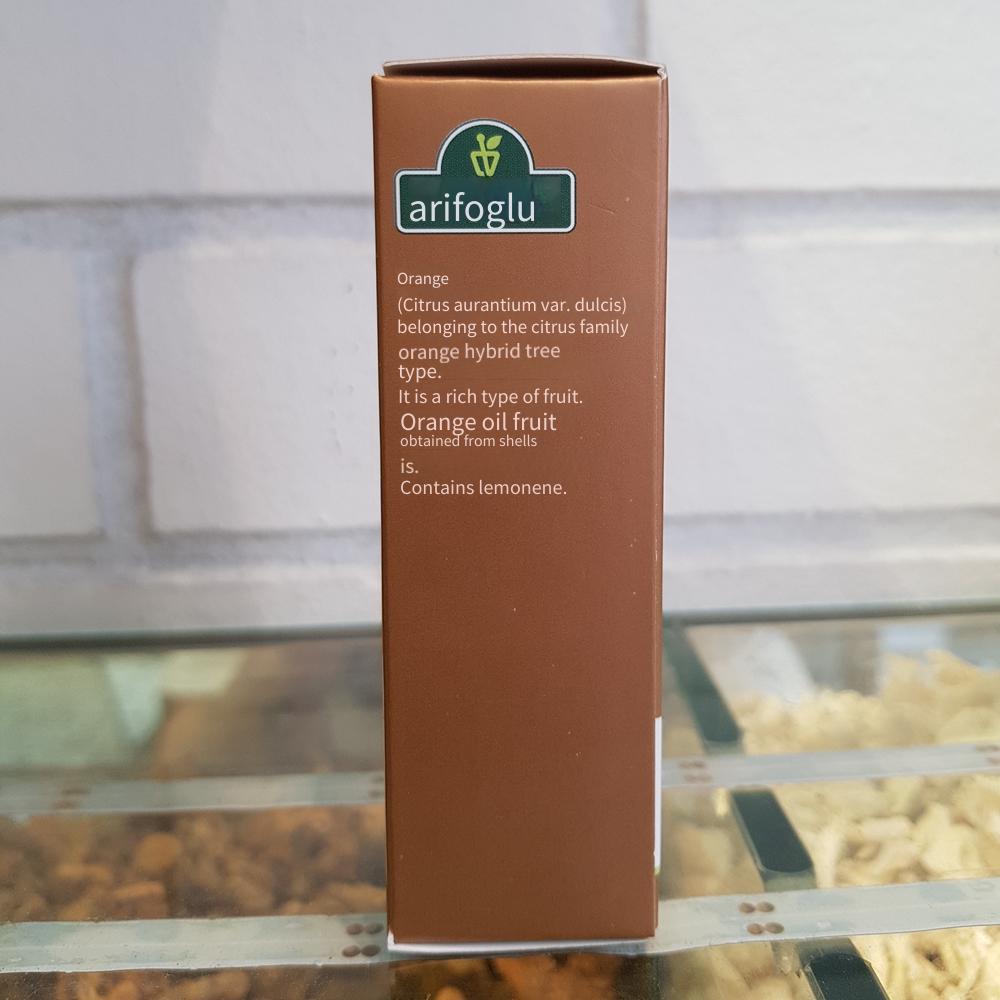 arifoglu
Orange
(Citrus aurantium var. dulcis)
belonging to the citrus family
orange hybrid tree
type.
It is a rich type of fruit.
Orange oil fruit
obtained from shells
is.
Contains lemonene.